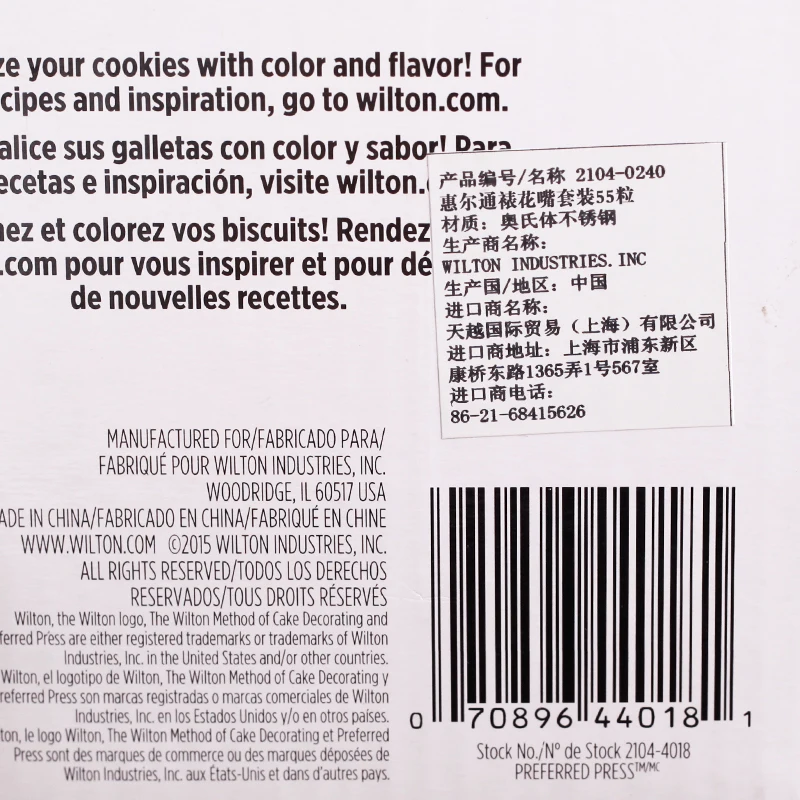 ze your cookies with color and flavor! For
cipes and inspiration, go to wilton.com.
alice sus galletas con color y sabor! Para
ecetas e inspiración, visite wilton.
nez et colorez vos biscuits! Rendez
.com pour vous inspirer et pour dé
de nouvelles recettes.
产品编号/名称 2104-0240
惠尔通裱花嘴套装55粒
材质：奥氏体不锈钢
生产商名称：
WILTON INDUSTRIES.INC
生产国/地区：中国
进口商名称：
天越国际贸易（上海）有限公司
进口商地址：上海市浦东新区
康桥东路1365弄1号567室
进口商电话：
86-21-68415626
MANUFACTURED FOR/FABRICADO PARA/
FABRIQUÉ POUR WILTON INDUSTRIES, INC.
WOODRIDGE, IL 60517 USA
ADE IN CHINA/FABRICADO EN CHINA/FABRIQUÉ EN CHINE
WWW.WILTON.COM ©2015 WILTON INDUSTRIES, INC.
ALL RIGHTS RESERVED/TODOS LOS DERECHOS
RESERVADOS/TOUS DROITS RÉSERVÉS
Wilton, the Wilton logo, The Wilton Method of Cake Decorating and
ferred Press are either registered trademarks or trademarks of Wilton
Industries, Inc. in the United States and/or other countries.
Wilton, el logotipo de Wilton, The Wilton Method of Cake Decorating y
referred Press son marcas registradas o marcas comerciales de Wilton
Industries, Inc. en los Estados Unidos y/o en otros países.
ton, le logo Wilton, The Wilton Method of Cake Decorating et Preferred
Press sont des marques de commerce ou des marques déposées de
Wilton Industries, Inc. aux États-Unis et dans d'autres pays.
0 70896 44018 1
Stock No./N° de Stock 2104-4018
PREFERRED PRESS™/MC